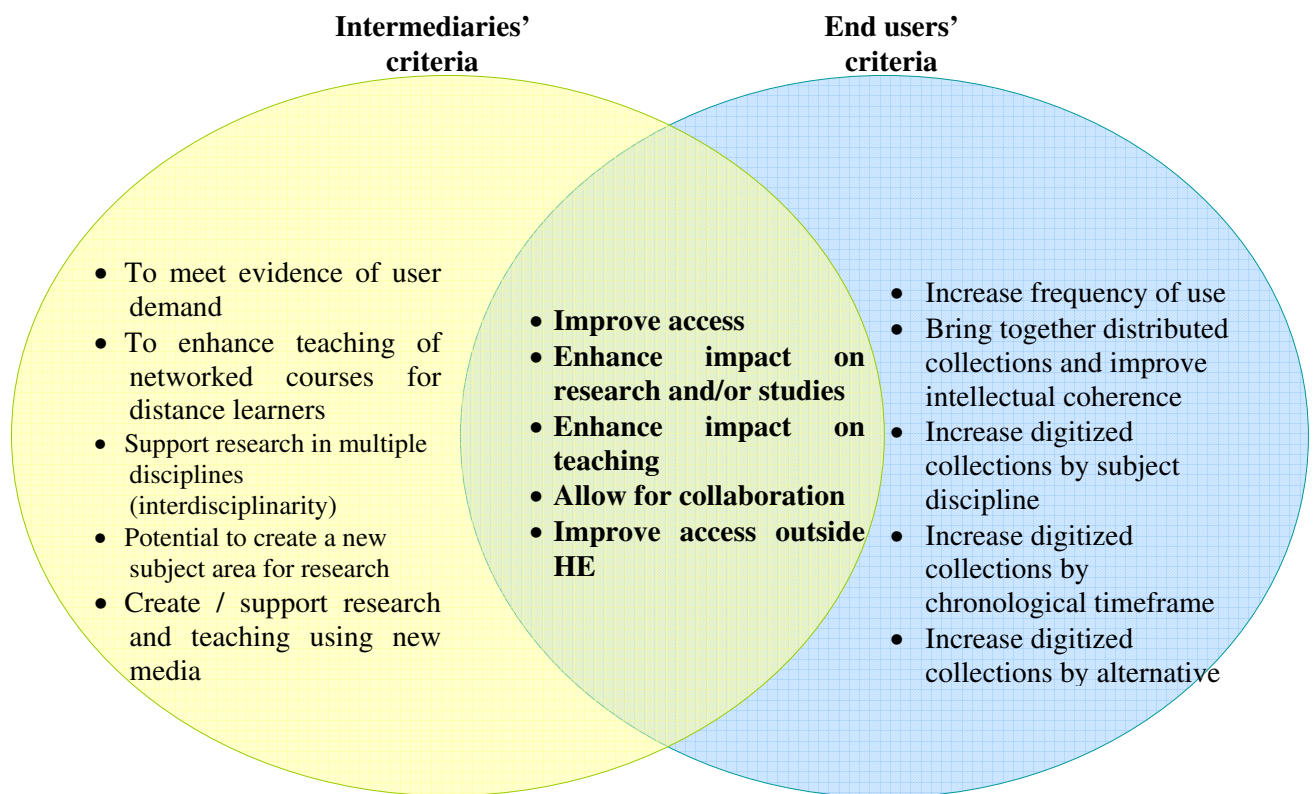 Intermediaries’
criteria
End users’
criteria
• To meet evidence of user
demand
• To enhance teaching of
networked courses for
distance learners
• Support research in multiple
disciplines
(interdisciplinarity)
• Potential to create a new
subject area for research
• Create / support research
and teaching using new
media
• Improve access
• Enhance impact on
research and/or studies
• Enhance impact on
teaching
• Allow for collaboration
• Improve access outside
HE
• Increase frequency of use
• Bring together distributed
collections and improve
intellectual coherence
• Increase digitized
collections by subject
discipline
• Increase digitized
collections by
chronological timeframe
• Increase digitized
collections by alternative